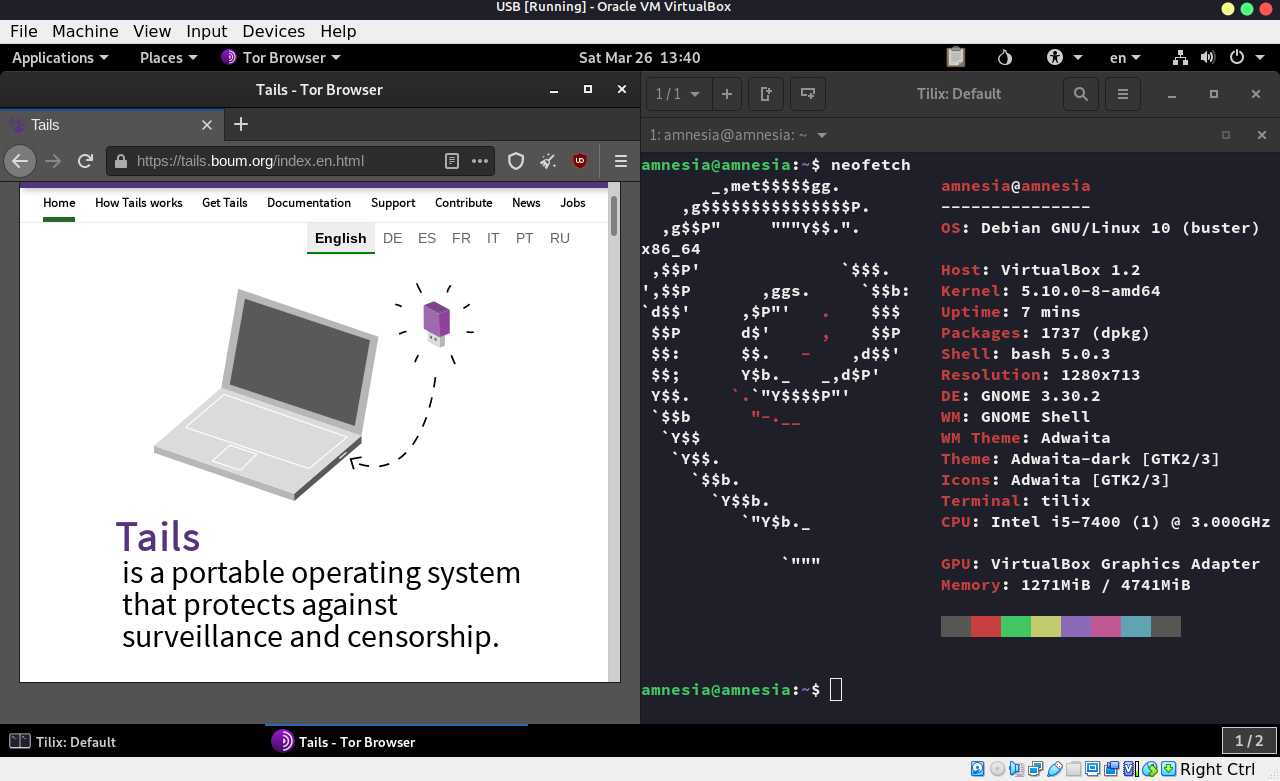 USB [Running] - Oracle VM VirtualBox
File Machine View Input Devices Help
Applications Places Tor Browser Sat Mar 26 13:40 en
Tails - Tor Browser
Tails
https://tails.boum.org/index.en.html
Home How Tails works Get Tails Documentation Support Contribute News Jobs
English DE ES FR IT PT RU
Tails
is a portable operating system
that protects against
surveillance and censorship.
1 / 1 Tilix: Default
1: amnesia@amnesia: ~
amnesia@amnesia:~$ neofetch
       _,met$$$$$gg.          amnesia@amnesia
    ,g$$$$$$$$$$$$$$$P.       ---------------
  ,g$$P"     """Y$$.".        OS: Debian GNU/Linux 10 (buster)
x86_64
 ,$$P'              `$$$.     Host: VirtualBox 1.2
',$$P       ,ggs.     `$$b:   Kernel: 5.10.0-8-amd64
`d$$'     ,$P"'   .    $$$    Uptime: 7 mins
 $$P      d$'     ,    $$P    Packages: 1737 (dpkg)
 $$:      $$.   -    ,d$$'    Shell: bash 5.0.3
 $$;      Y$b._   _,d$P'      Resolution: 1280x713
 Y$$.    `.`"Y$$$$P"'         DE: GNOME 3.30.2
 `$$b      "-.__              WM: GNOME Shell
  `Y$$                        WM Theme: Adwaita
   `Y$$.                      Theme: Adwaita-dark [GTK2/3]
     `$$b.                    Icons: Adwaita [GTK2/3]
       `Y$$b.                 Terminal: tilix
          `"Y$b._             CPU: Intel i5-7400 (1) @ 3.000GHz
              `"""            GPU: VirtualBox Graphics Adapter
                              Memory: 1271MiB / 4741MiB
amnesia@amnesia:~$
Tilix: Default Tails - Tor Browser 1 / 2
Right Ctrl